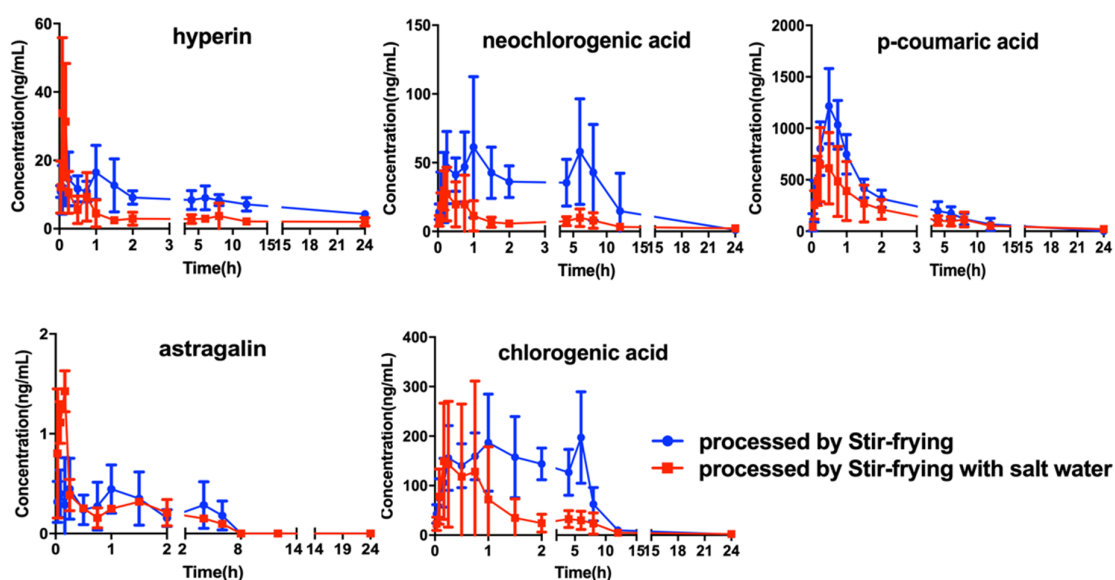 hyperin
Concentration(ng/mL)
60
40
20
0
0 1 2 3 5 10 15 15 18 21 24
Time(h)
neochlorogenic acid
Concentration(ng/mL)
150
100
50
0
0 1 2 3 5 10 15 15 18 21 24
Time(h)
p-coumaric acid
Concentration(ng/mL)
2000
1500
1000
500
0
0 1 2 3 5 10 15 15 18 21 24
Time(h)
astragalin
Concentration(ng/mL)
2
1
0
0 1 2 2 8 14 14 19 24
Time(h)
chlorogenic acid
Concentration(ng/mL)
400
300
200
100
0
0 1 2 5 10 15 15 18 21 24
Time(h)
processed by Stir-frying
processed by Stir-frying with salt water